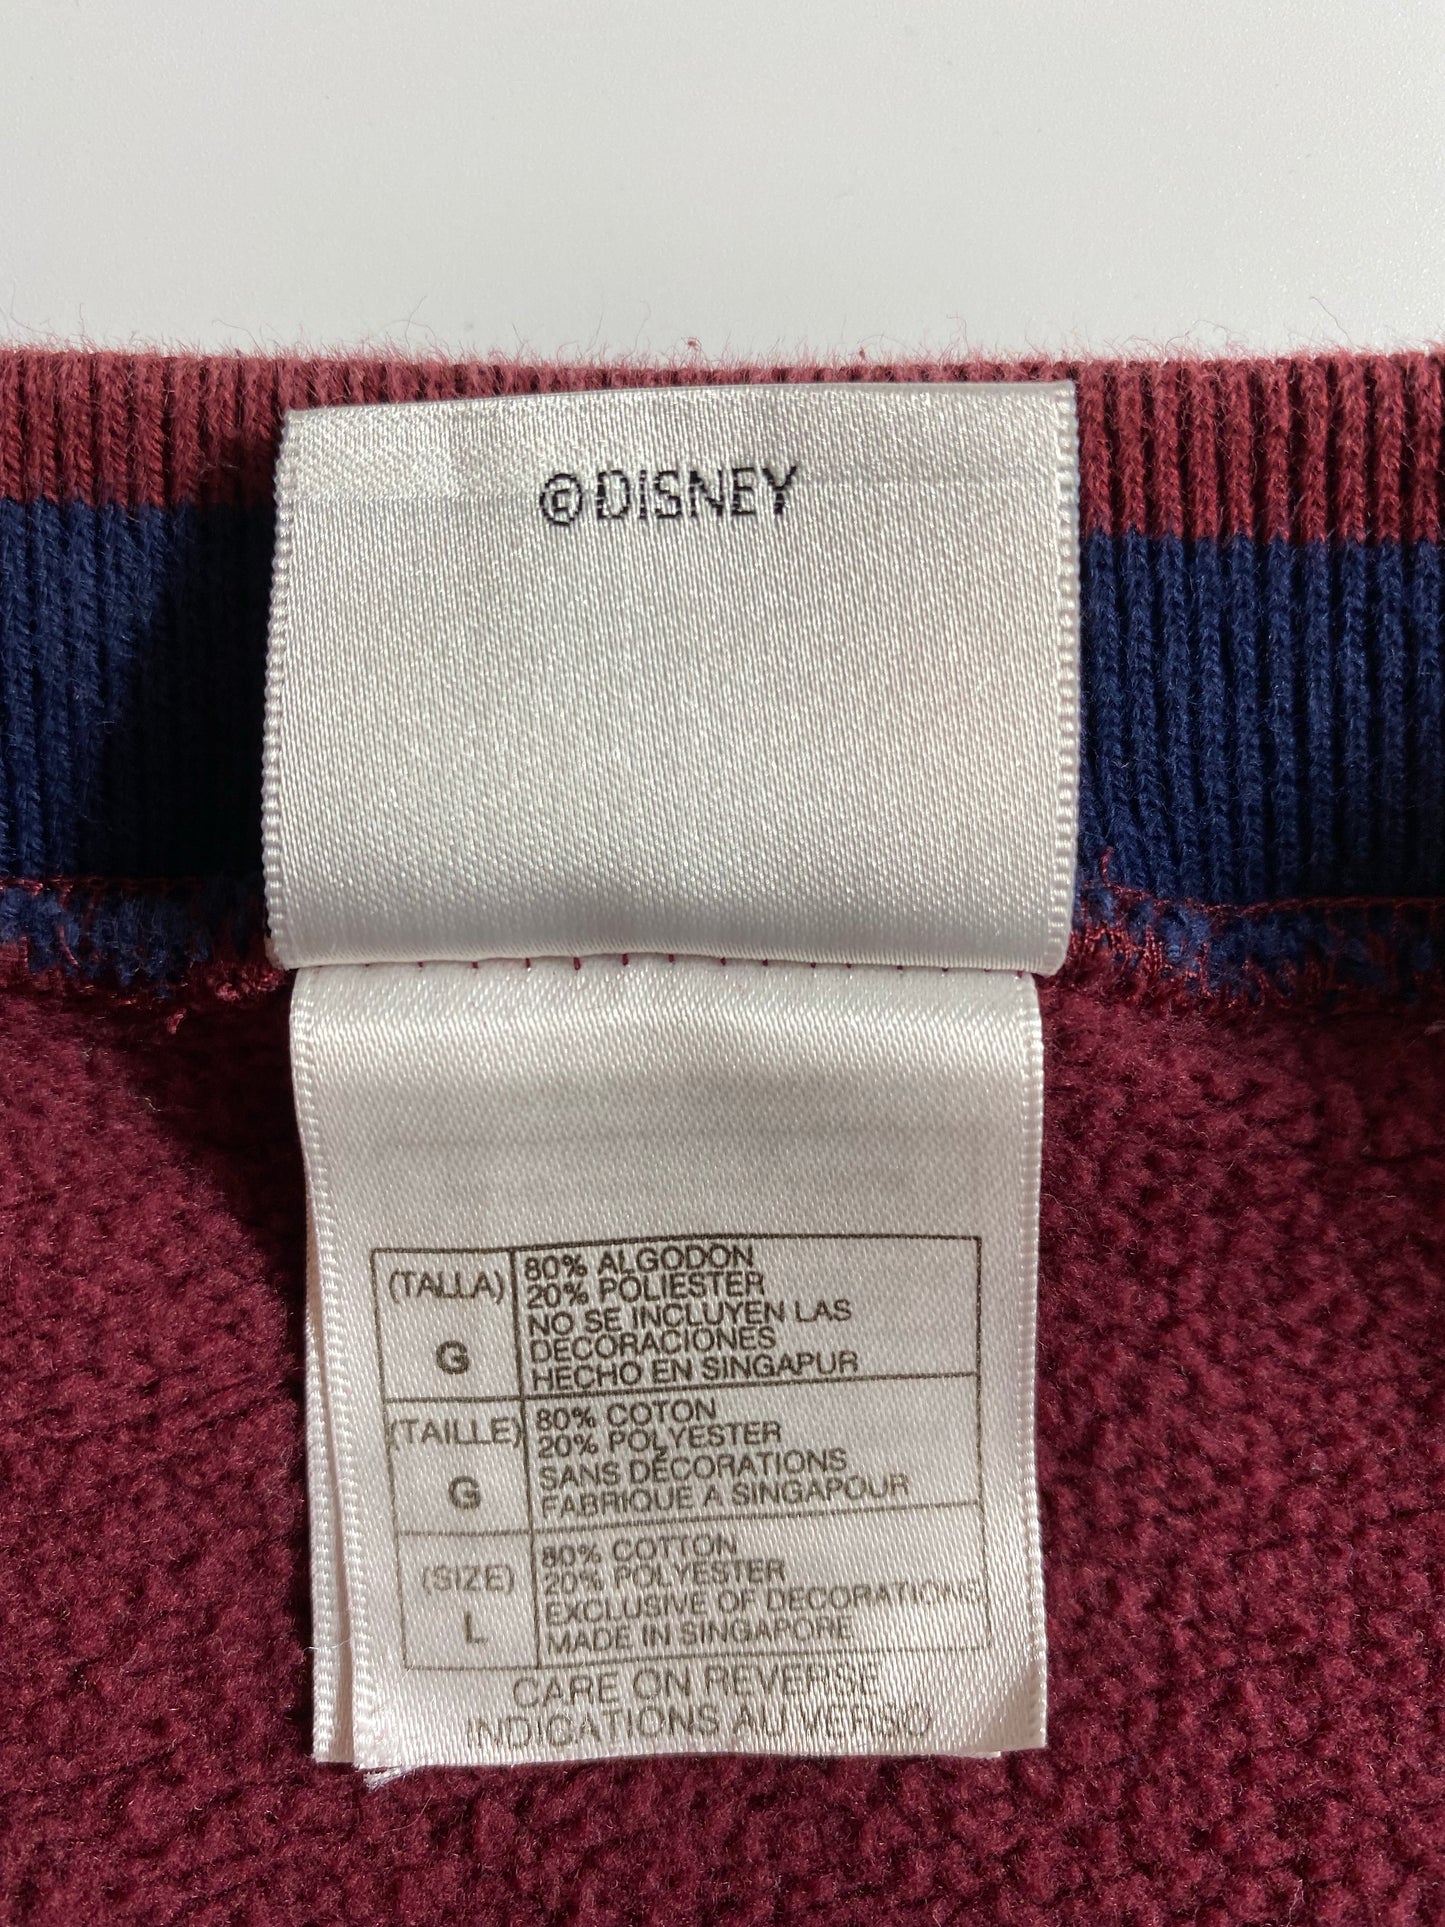 ©DISNEY
(TALLA)
G
80% ALGODON
20% POLIESTER
NO SE INCLUYEN LAS
DECORACIONES
HECHO EN SINGAPUR
(TAILLE)
G
80% COTON
20% POLYESTER
SANS DÉCORATIONS
FABRIQUE A SINGAPOUR
(SIZE)
L
80% COTTON
20% POLYESTER
EXCLUSIVE OF DECORATIONS
MADE IN SINGAPORE
CARE ON REVERSE
INDICATIONS AU VERSO